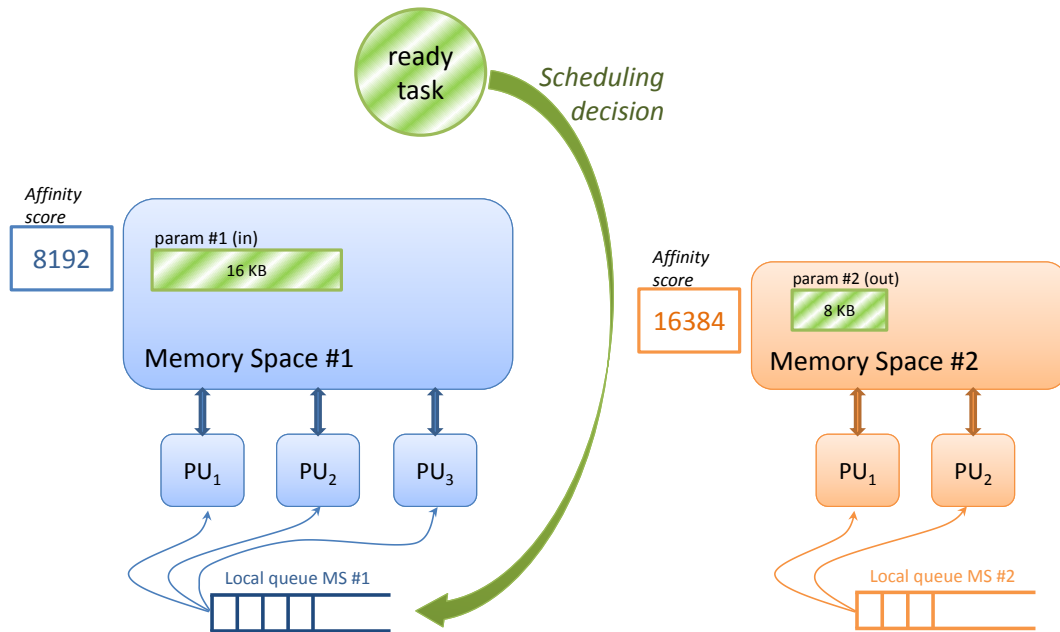 ready
task
Scheduling
decision
Affinity
score
8192
param #1 (in)
16 KB
Memory Space #1
PU1
PU2
PU3
Local queue MS #1
Affinity
score
16384
param #2 (out)
8 KB
Memory Space #2
PU1
PU2
Local queue MS #2